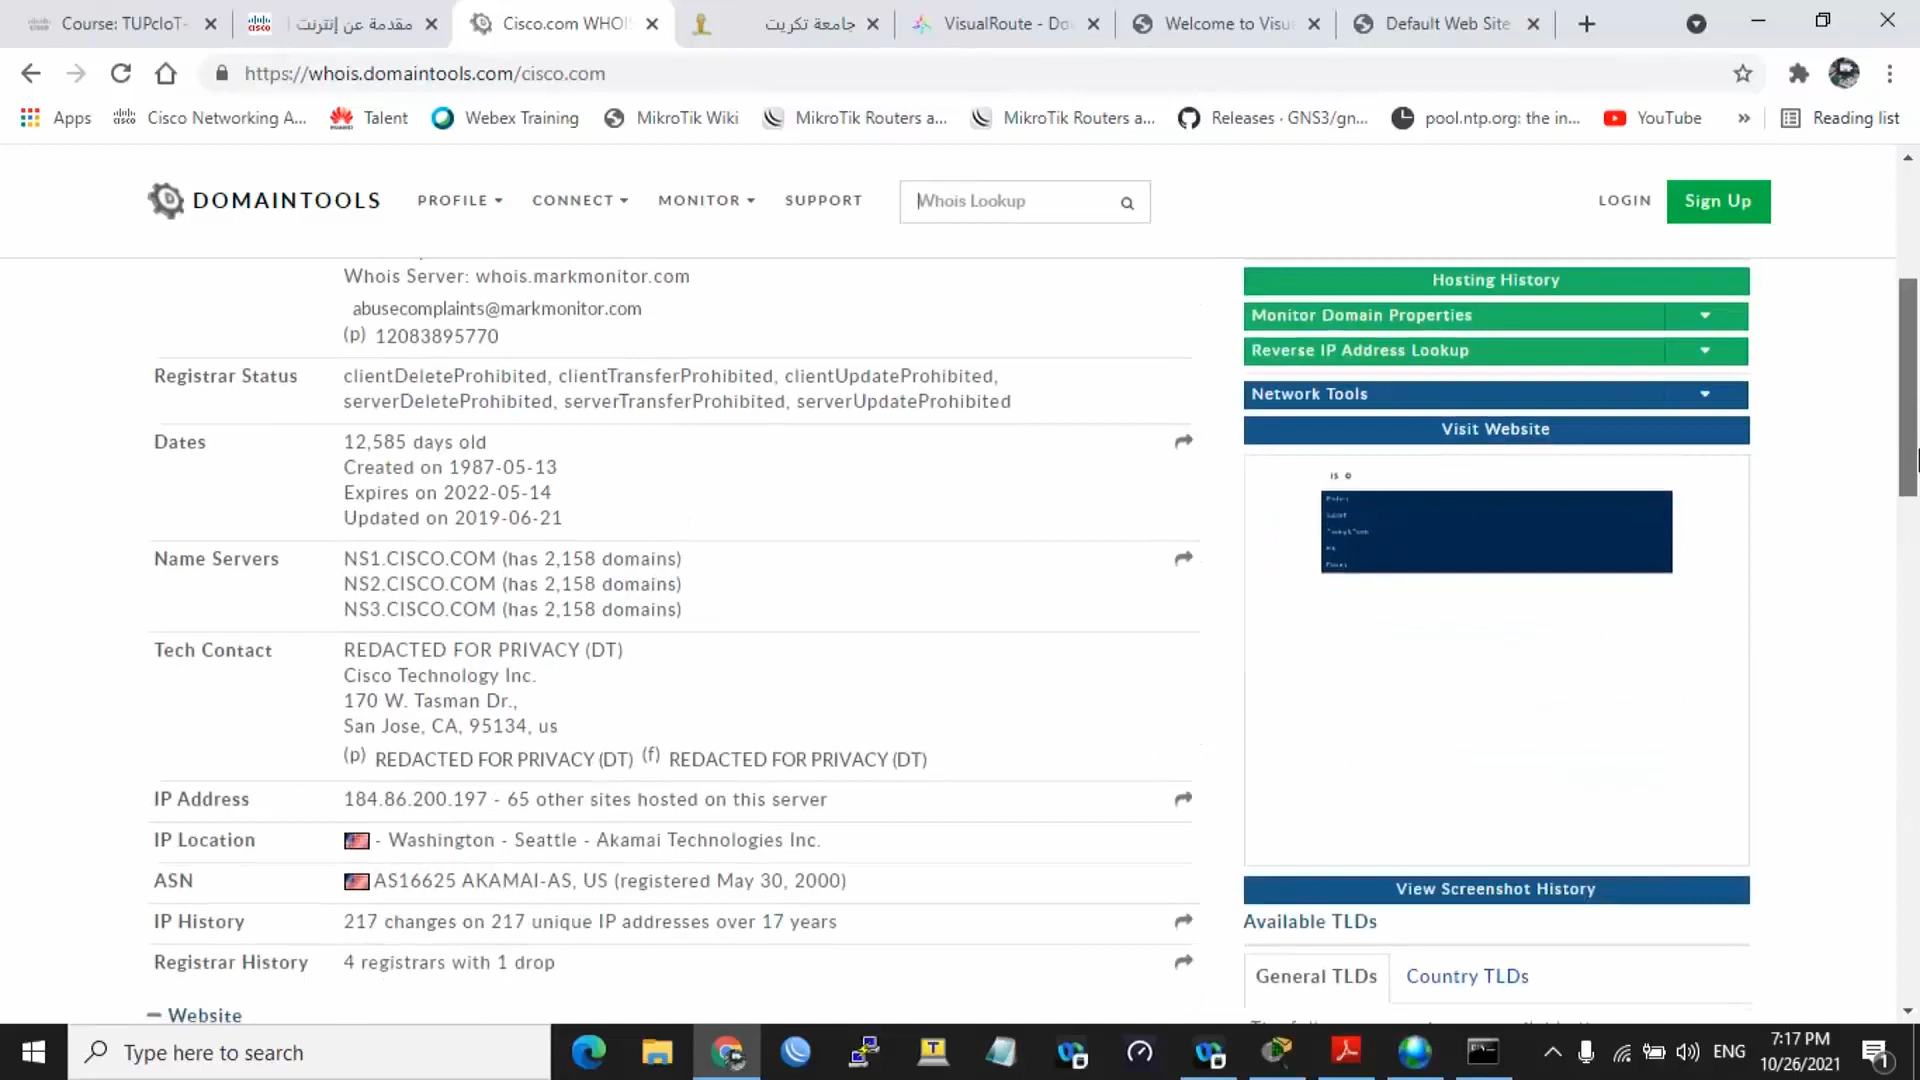 Course: TUPcIoT-
مقدمة عن إنترنت
Cisco.com WHOIS
جامعة تكريت
VisualRoute - Do
Welcome to Visu
Default Web Site
https://whois.domaintools.com/cisco.com
Apps
Cisco Networking A...
Talent
Webex Training
MikroTik Wiki
MikroTik Routers a...
MikroTik Routers a...
Releases · GNS3/gn...
pool.ntp.org: the in...
YouTube
»
Reading list
DOMAINTOOLS
PROFILE
CONNECT
MONITOR
SUPPORT
Whois Lookup
LOGIN
Sign Up
Whois Server: whois.markmonitor.com
abusecomplaints@markmonitor.com
(p) 12083895770
Registrar Status
clientDeleteProhibited, clientTransferProhibited, clientUpdateProhibited,
serverDeleteProhibited, serverTransferProhibited, serverUpdateProhibited
Dates
12,585 days old
Created on 1987-05-13
Expires on 2022-05-14
Updated on 2019-06-21
Name Servers
NS1.CISCO.COM (has 2,158 domains)
NS2.CISCO.COM (has 2,158 domains)
NS3.CISCO.COM (has 2,158 domains)
Tech Contact
REDACTED FOR PRIVACY (DT)
Cisco Technology Inc.
170 W. Tasman Dr.,
San Jose, CA, 95134, us
(p) REDACTED FOR PRIVACY (DT) (f) REDACTED FOR PRIVACY (DT)
IP Address
184.86.200.197 - 65 other sites hosted on this server
IP Location
- Washington - Seattle - Akamai Technologies Inc.
ASN
AS16625 AKAMAI-AS, US (registered May 30, 2000)
IP History
217 changes on 217 unique IP addresses over 17 years
Registrar History
4 registrars with 1 drop
Website
Hosting History
Monitor Domain Properties
Reverse IP Address Lookup
Network Tools
Visit Website
View Screenshot History
Available TLDs
General TLDs
Country TLDs
Type here to search
ENG
7:17 PM
10/26/2021
1